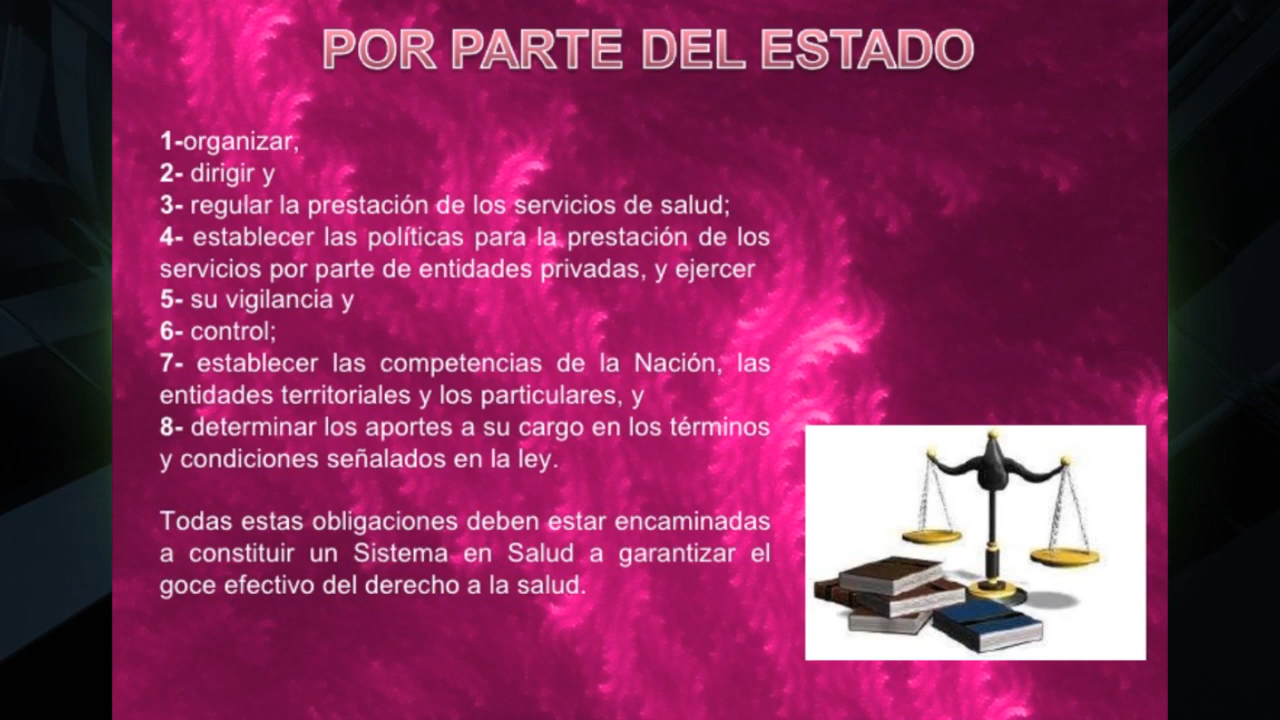 POR PARTE DEL ESTADO
1-organizar,
2- dirigir y
3- regular la prestación de los servicios de salud;
4- establecer las políticas para la prestación de los
servicios por parte de entidades privadas, y ejercer
5- su vigilancia y
6- control;
7- establecer las competencias de la Nación, las
entidades territoriales y los particulares, y
8- determinar los aportes a su cargo en los términos
y condiciones señalados en la ley.
Todas estas obligaciones deben estar encaminadas
a constituir un Sistema en Salud a garantizar el
goce efectivo del derecho a la salud.